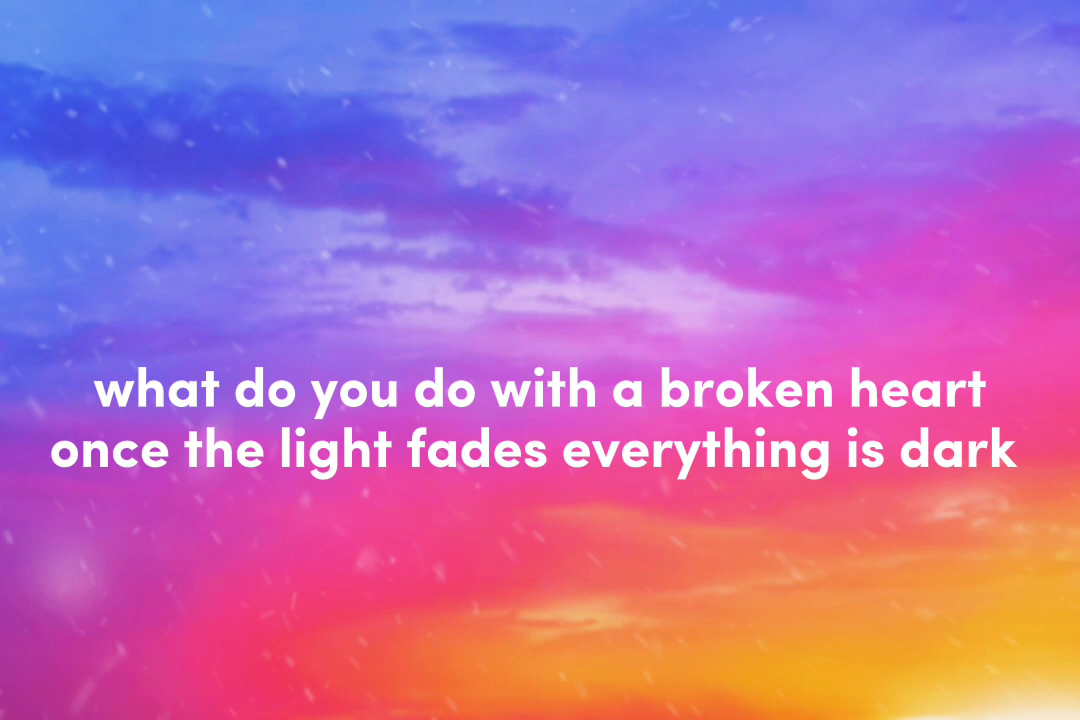 what do you do with a broken heart
once the light fades everything is dark